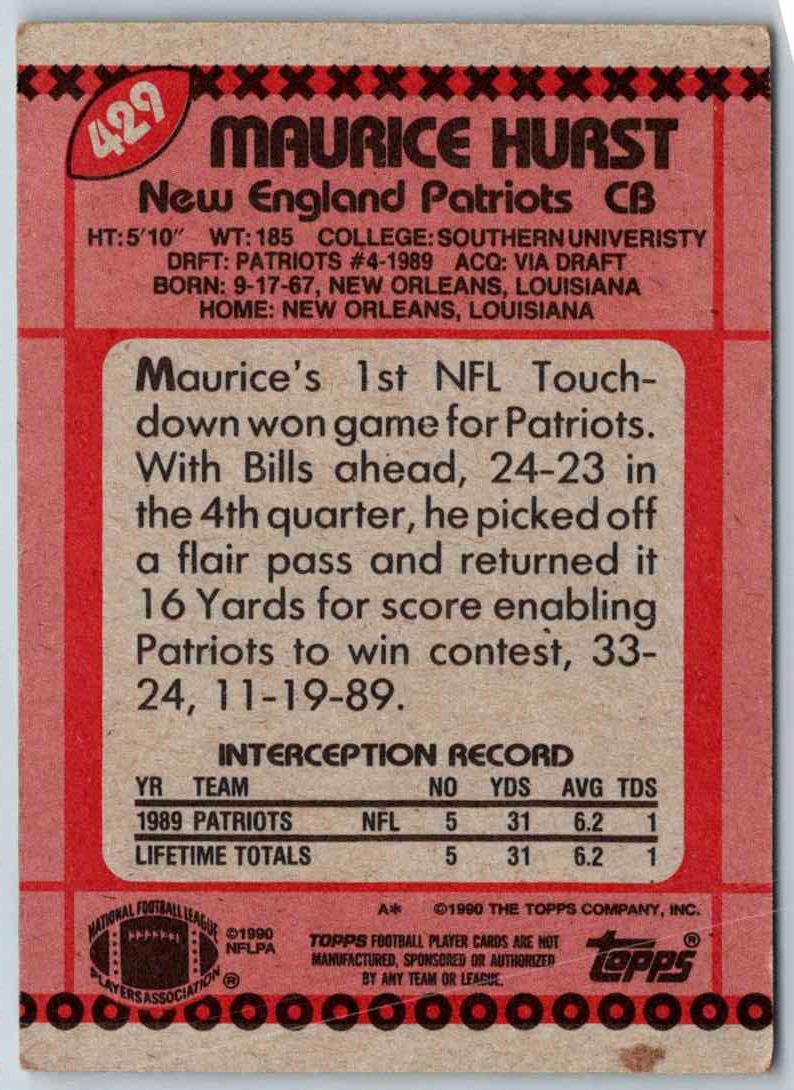 429
MAURICE HURST
New England Patriots CB
HT:5'10" WT:185 COLLEGE:SOUTHERN UNIVERISTY
DRFT: PATRIOTS #4-1989 ACQ: VIA DRAFT
BORN: 9-17-67, NEW ORLEANS, LOUISIANA
HOME: NEW ORLEANS, LOUISIANA
Maurice's 1st NFL Touch-
down won game for Patriots.
With Bills ahead, 24-23 in
the 4th quarter, he picked off
a flair pass and returned it
16 Yards for score enabling
Patriots to win contest, 33-
24, 11-19-89.
INTERCEPTION RECORD
YR TEAM NO YDS AVG TDS
1989 PATRIOTS NFL 5 31 6.2 1
LIFETIME TOTALS 5 31 6.2 1
A* ©1990 THE TOPPS COMPANY, INC.
NATIONAL FOOTBALL LEAGUE
PLAYERS ASSOCIATION ®
©1990
NFLPA
TOPPS FOOTBALL PLAYER CARDS ARE NOT
MANUFACTURED, SPONSORED OR AUTHORIZED
BY ANY TEAM OR LEAGUE.
TOPPS®